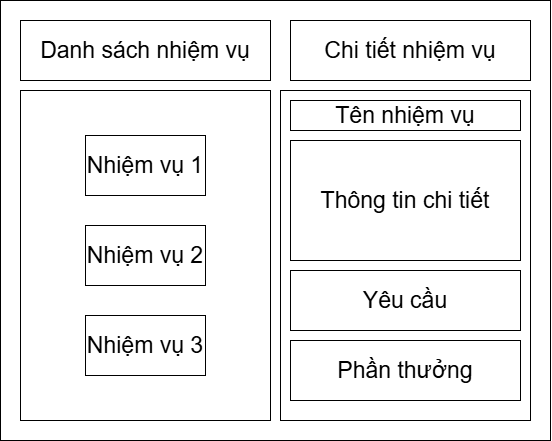 Danh sách nhiệm vụ
Chi tiết nhiệm vụ
Nhiệm vụ 1
Nhiệm vụ 2
Nhiệm vụ 3
Tên nhiệm vụ
Thông tin chi tiết
Yêu cầu
Phần thưởng